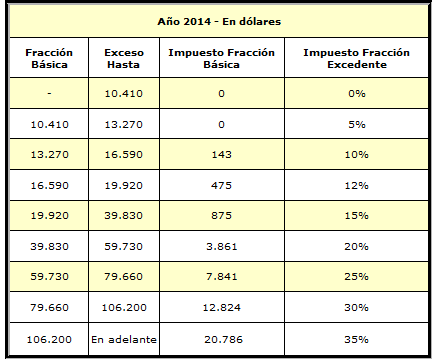 Año 2014 - En dólares
Fracción Básica Exceso Hasta Impuesto Fracción Básica Impuesto Fracción Excedente
- 10.410 0 0%
10.410 13.270 0 5%
13.270 16.590 143 10%
16.590 19.920 475 12%
19.920 39.830 875 15%
39.830 59.730 3.861 20%
59.730 79.660 7.841 25%
79.660 106.200 12.824 30%
106.200 En adelante 20.786 35%